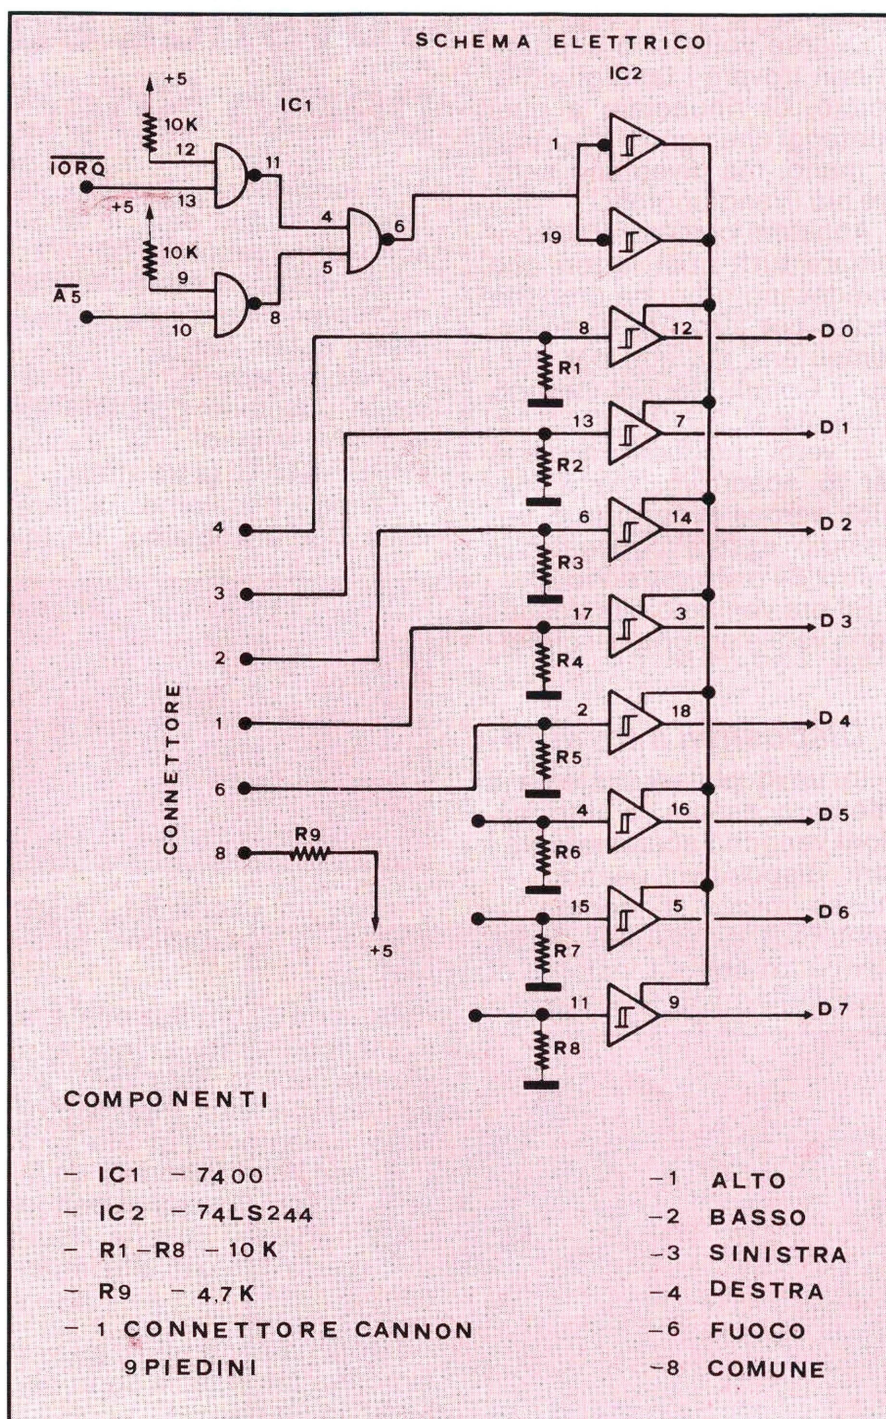 SCHEMA ELETTRICO
IC2
IC1
+5
10K
12
11
IORQ
13
+5
10K
9
8
A5
10
4
5
6
1
19
8
12
D0
R1
13
7
D1
R2
4
6
14
D2
R3
3
17
3
D3
R4
2
2
18
D4
R5
1
4
16
D5
R6
6
15
5
D6
R7
8
R9
+5
11
9
D7
R8
CONNETTORE
COMPONENTI
- IC1 - 7400
- IC2 - 74LS244
- R1-R8 - 10K
- R9 - 4,7K
- 1 CONNETTORE CANNON
9 PIEDINI
-1 ALTO
-2 BASSO
-3 SINISTRA
-4 DESTRA
-6 FUOCO
-8 COMUNE